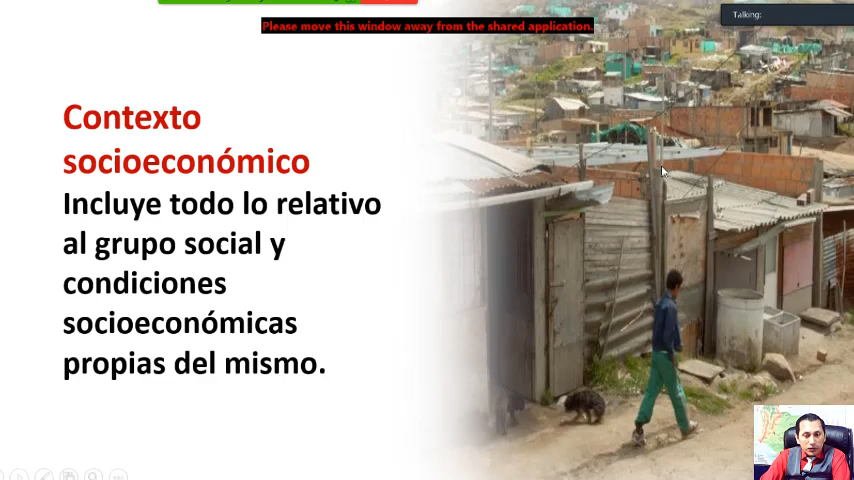 Please move this window away from the shared application.
Talking:
Contexto
socioeconómico
Incluye todo lo relativo
al grupo social y
condiciones
socioeconómicas
propias del mismo.